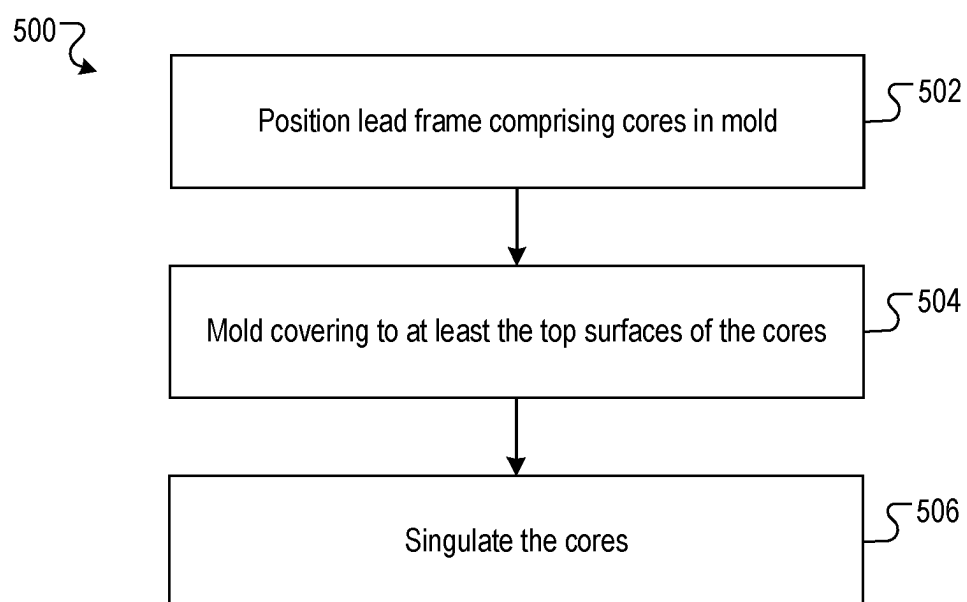 500
Position lead frame comprising cores in mold
502
Mold covering to at least the top surfaces of the cores
504
Singulate the cores
506